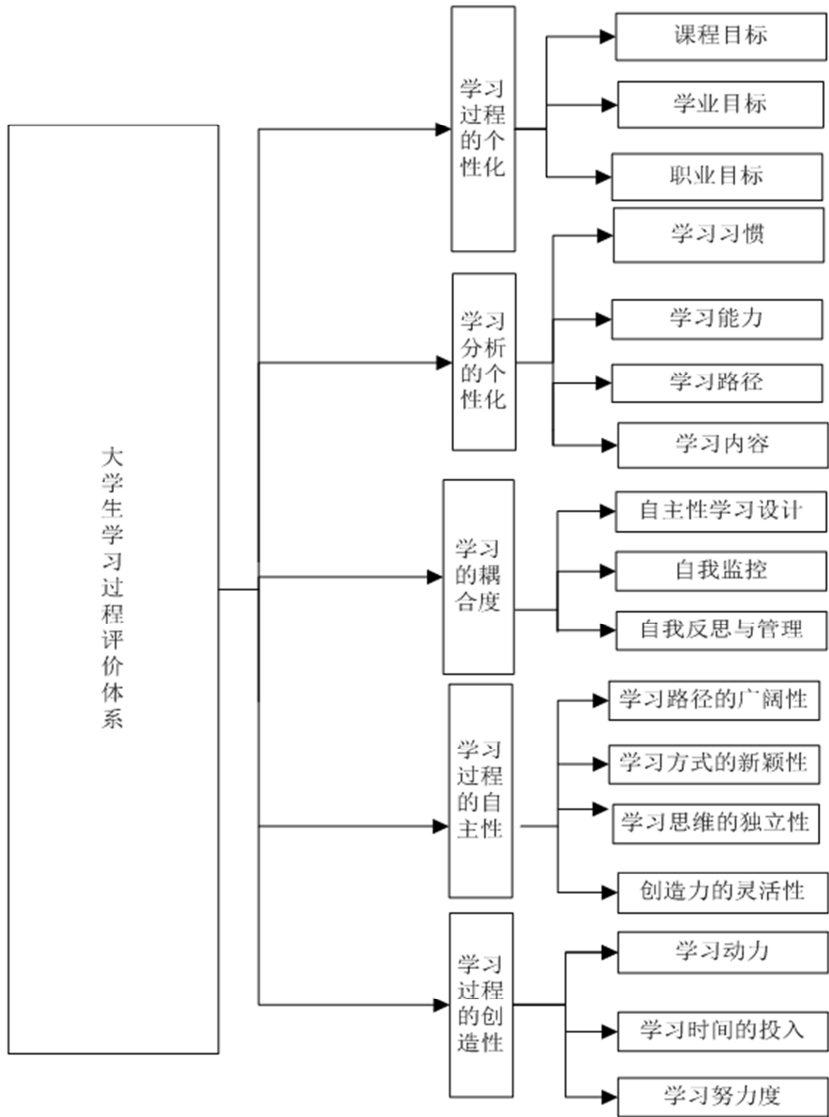 大学生学习过程评价体系
学习
过程
的个
性化
课程目标
学业目标
职业目标
学习
分析
的个
性化
学习习惯
学习能力
学习路径
学习内容
学习
的耦
合度
自主性学习设计
自我监控
自我反思与管理
学习
过程
的自
主性
学习路径的广阔性
学习方式的新颖性
学习思维的独立性
创造力的灵活性
学习
过程
的创
造性
学习动力
学习时间的投入
学习努力度